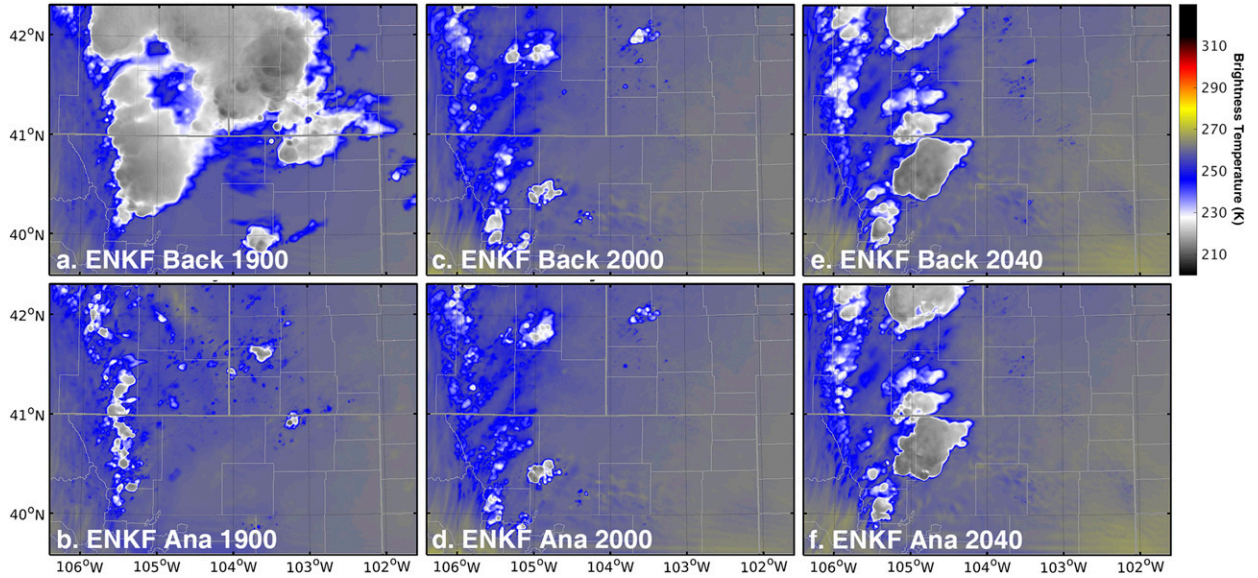 42°N
41°N
40°N
a. ENKF Back 1900
c. ENKF Back 2000
e. ENKF Back 2040
310
290
270
250
230
210
Brightness Temperature (K)
42°N
41°N
40°N
b. ENKF Ana 1900
d. ENKF Ana 2000
f. ENKF Ana 2040
106°W 105°W 104°W 103°W 102°W
106°W 105°W 104°W 103°W 102°W
106°W 105°W 104°W 103°W 102°W